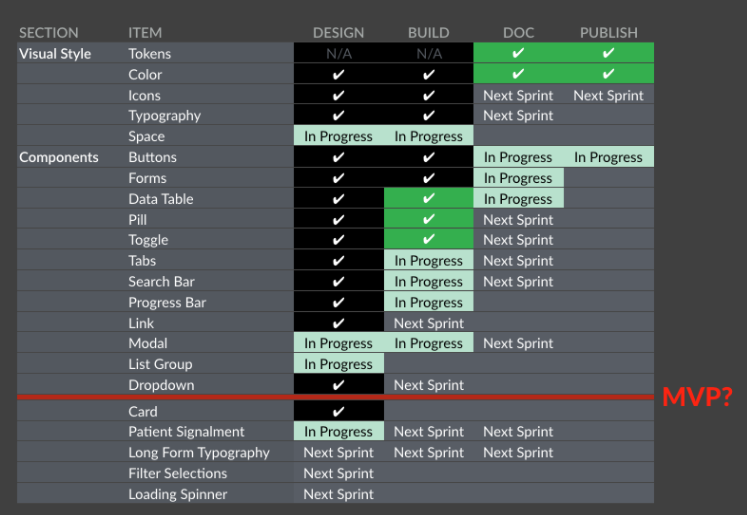 SECTION ITEM DESIGN BUILD DOC PUBLISH
Visual Style Tokens N/A N/A ✔ ✔
Color ✔ ✔ ✔ ✔
Icons ✔ ✔ Next Sprint Next Sprint
Typography ✔ ✔ Next Sprint
Space In Progress In Progress
Components Buttons ✔ ✔ In Progress In Progress
Forms ✔ ✔ In Progress
Data Table ✔ ✔ In Progress
Pill ✔ ✔ Next Sprint
Toggle ✔ ✔ Next Sprint
Tabs ✔ In Progress Next Sprint
Search Bar ✔ In Progress Next Sprint
Progress Bar ✔ In Progress
Link ✔ Next Sprint
Modal In Progress In Progress Next Sprint
List Group In Progress
Dropdown ✔ Next Sprint
MVP?
Card ✔
Patient Signalment In Progress Next Sprint Next Sprint
Long Form Typography Next Sprint Next Sprint Next Sprint
Filter Selections Next Sprint
Loading Spinner Next Sprint